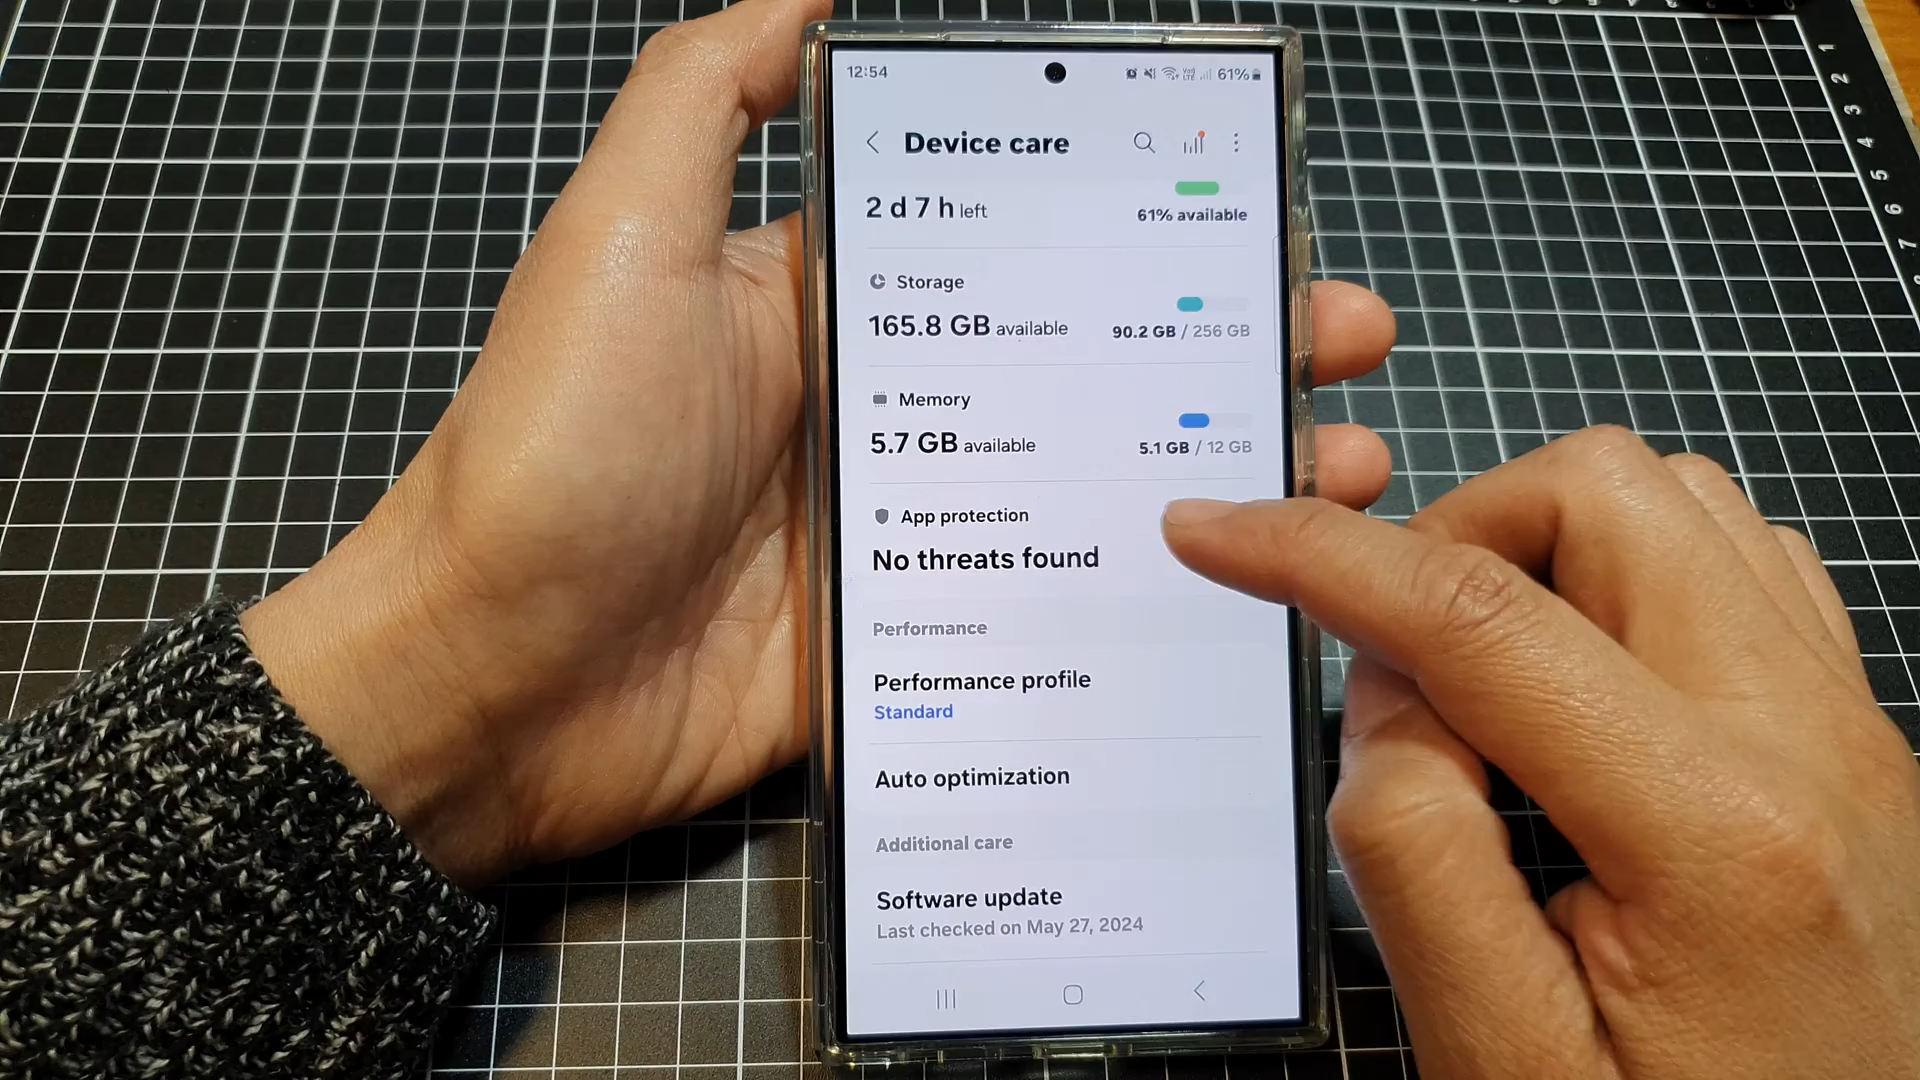 12:54
61%
Device care
2 d 7 h left
61% available
Storage
165.8 GB available
90.2 GB / 256 GB
Memory
5.7 GB available
5.1 GB / 12 GB
App protection
No threats found
Performance
Performance profile
Standard
Auto optimization
Additional care
Software update
Last checked on May 27, 2024
1
2
3
4
5
6
7